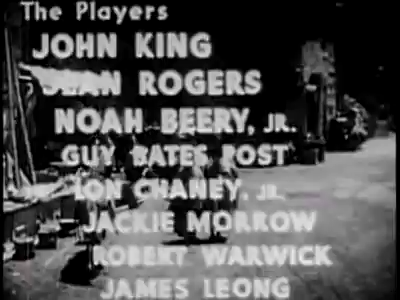 The Players
JOHN KING
JEAN ROGERS
NOAH BEERY, JR.
GUY BATES POST
LON CHANEY, JR.
JACKIE MORROW
ROBERT WARWICK
JAMES LEONG